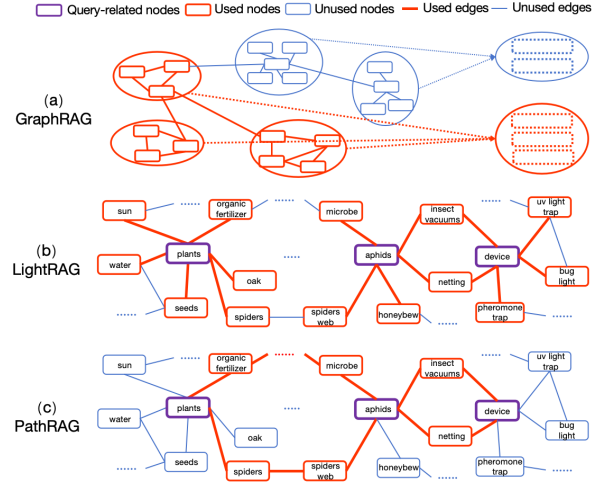 Query-related nodes Used nodes Unused nodes Used edges Unused edges
(a)
GraphRAG
(b)
LightRAG
sun
......
organic
fertilizer
......
microbe
insect
vacuums
......
uv light
trap
water
plants
......
aphids
device
oak
netting
bug
light
......
seeds
spiders
spiders
web
honeybew
......
pheromone
trap
......
(c)
PathRAG
sun
......
organic
fertilizer
......
microbe
insect
vacuums
......
uv light
trap
water
plants
......
aphids
device
oak
netting
bug
light
......
seeds
spiders
spiders
web
honeybew
......
pheromone
trap
......